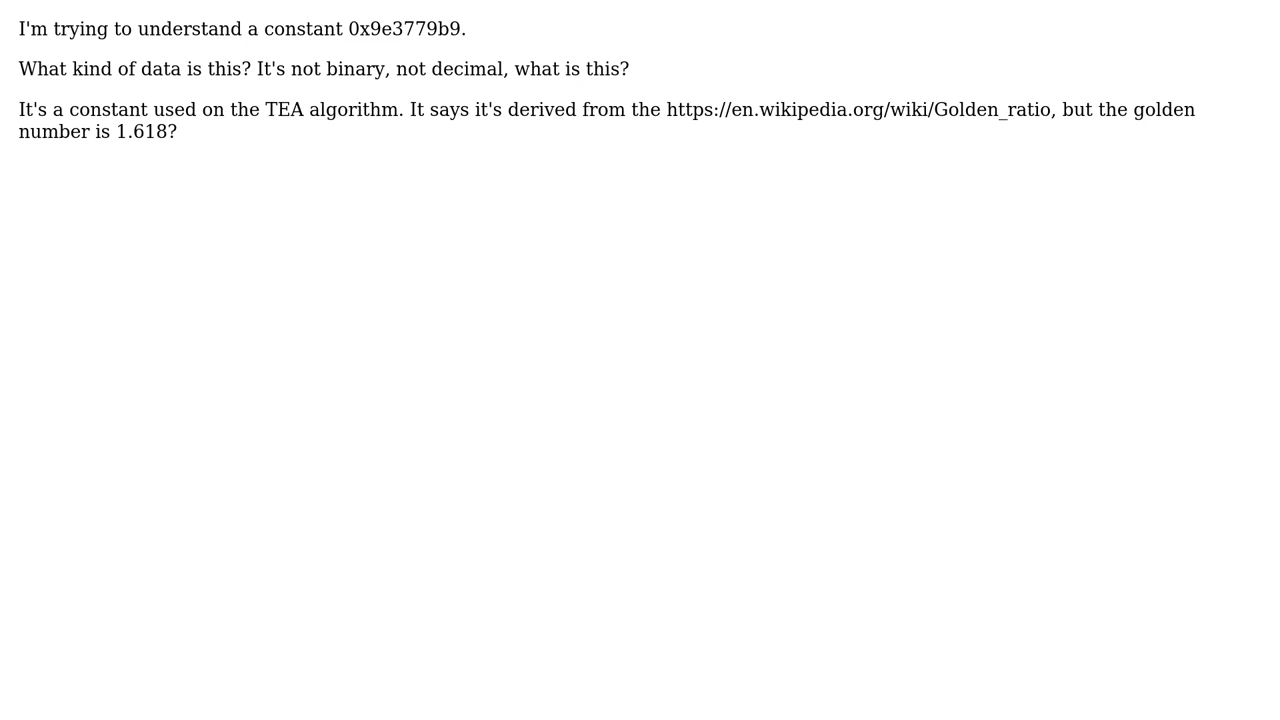 I'm trying to understand a constant 0x9e3779b9.
What kind of data is this? It's not binary, not decimal, what is this?
It's a constant used on the TEA algorithm. It says it's derived from the https://en.wikipedia.org/wiki/Golden_ratio, but the golden
number is 1.618?